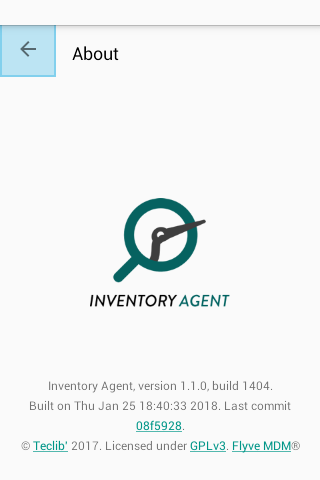 About
INVENTORY AGENT
Inventory Agent, version 1.1.0, build 1404.
Built on Thu Jan 25 18:40:33 2018. Last commit
08f5928.
© Teclib' 2017. Licensed under GPLv3. Flyve MDM®